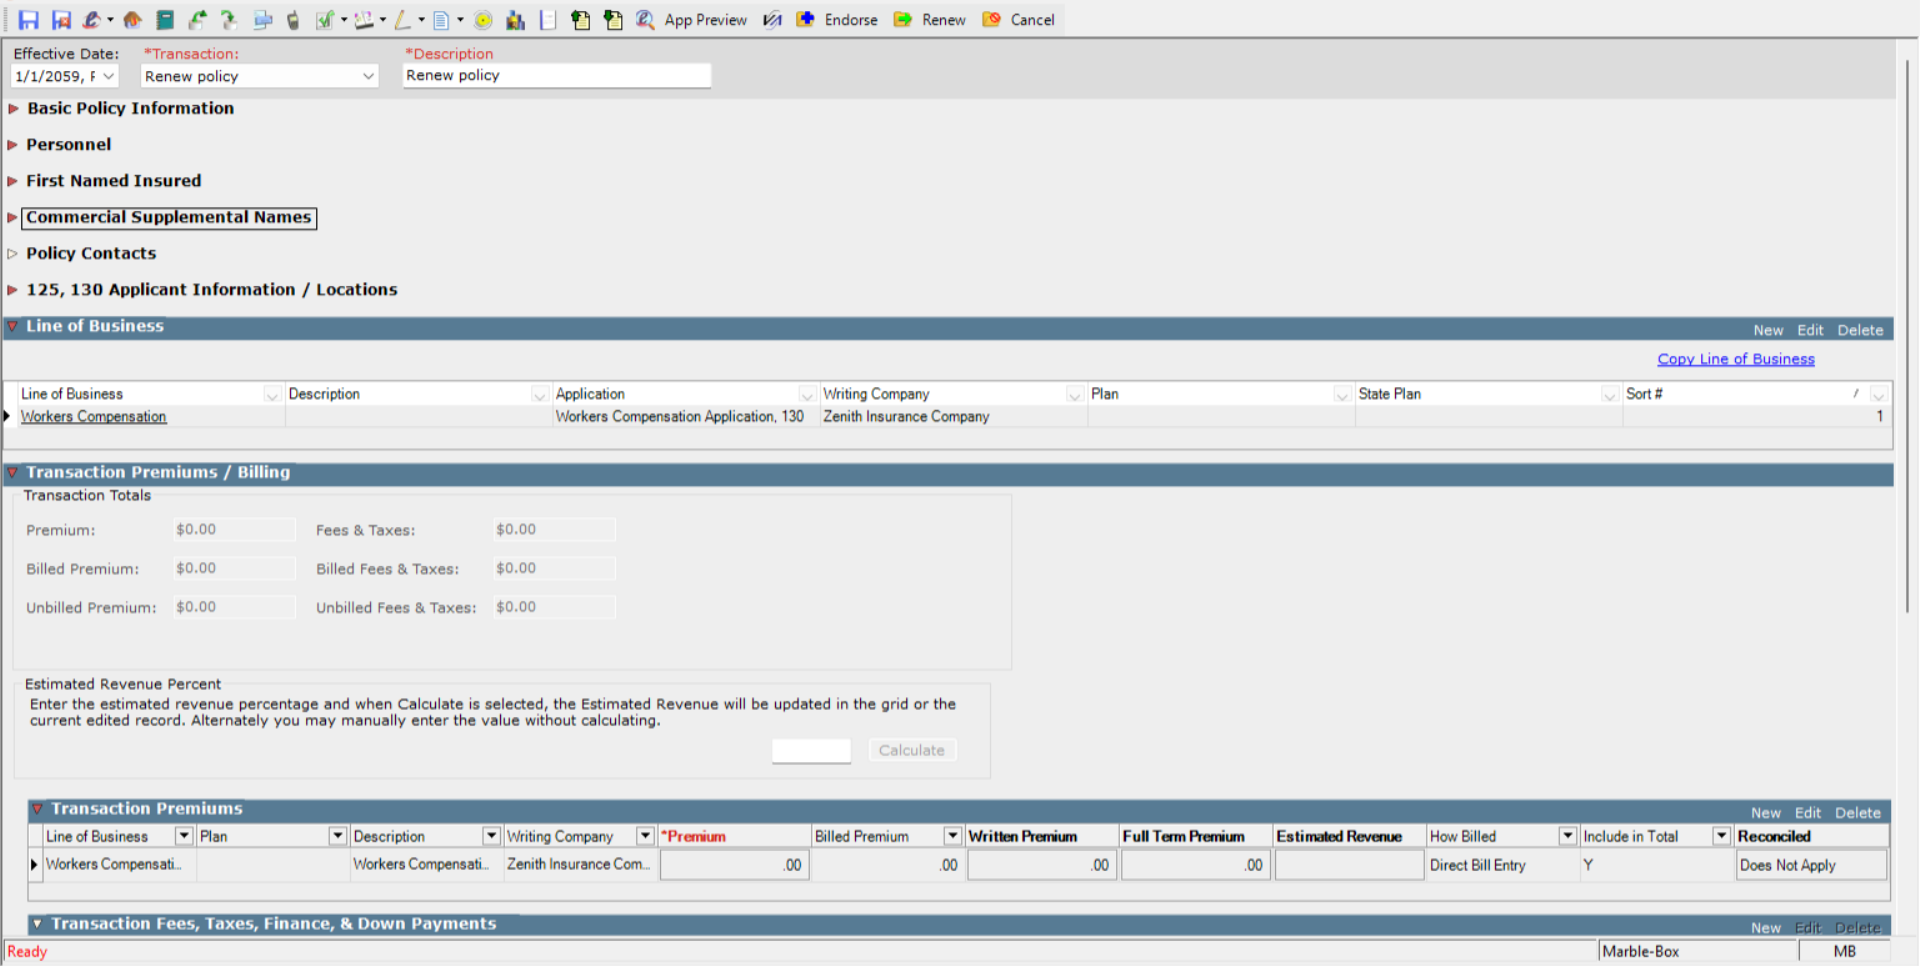 App Preview Endorse Renew Cancel
Effective Date: *Transaction: *Description
1/1/2059, F Renew policy Renew policy
Basic Policy Information
Personnel
First Named Insured
Commercial Supplemental Names
Policy Contacts
125, 130 Applicant Information / Locations
Line of Business New Edit Delete
Copy Line of Business
Line of Business Description Application Writing Company Plan State Plan Sort # /
Workers Compensation Workers Compensation Application, 130 Zenith Insurance Company 1
Transaction Premiums / Billing
Transaction Totals
Premium: $0.00 Fees & Taxes: $0.00
Billed Premium: $0.00 Billed Fees & Taxes: $0.00
Unbilled Premium: $0.00 Unbilled Fees & Taxes: $0.00
Estimated Revenue Percent
Enter the estimated revenue percentage and when Calculate is selected, the Estimated Revenue will be updated in the grid or the
current edited record. Alternately you may manually enter the value without calculating.
Calculate
Transaction Premiums New Edit Delete
Line of Business Plan Description Writing Company *Premium Billed Premium Written Premium Full Term Premium Estimated Revenue How Billed Include in Total Reconciled
Workers Compensati... Workers Compensati... Zenith Insurance Com... .00 .00 .00 .00 Direct Bill Entry Y Does Not Apply
Transaction Fees, Taxes, Finance, & Down Payments New Edit Delete
Ready Marble-Box MB